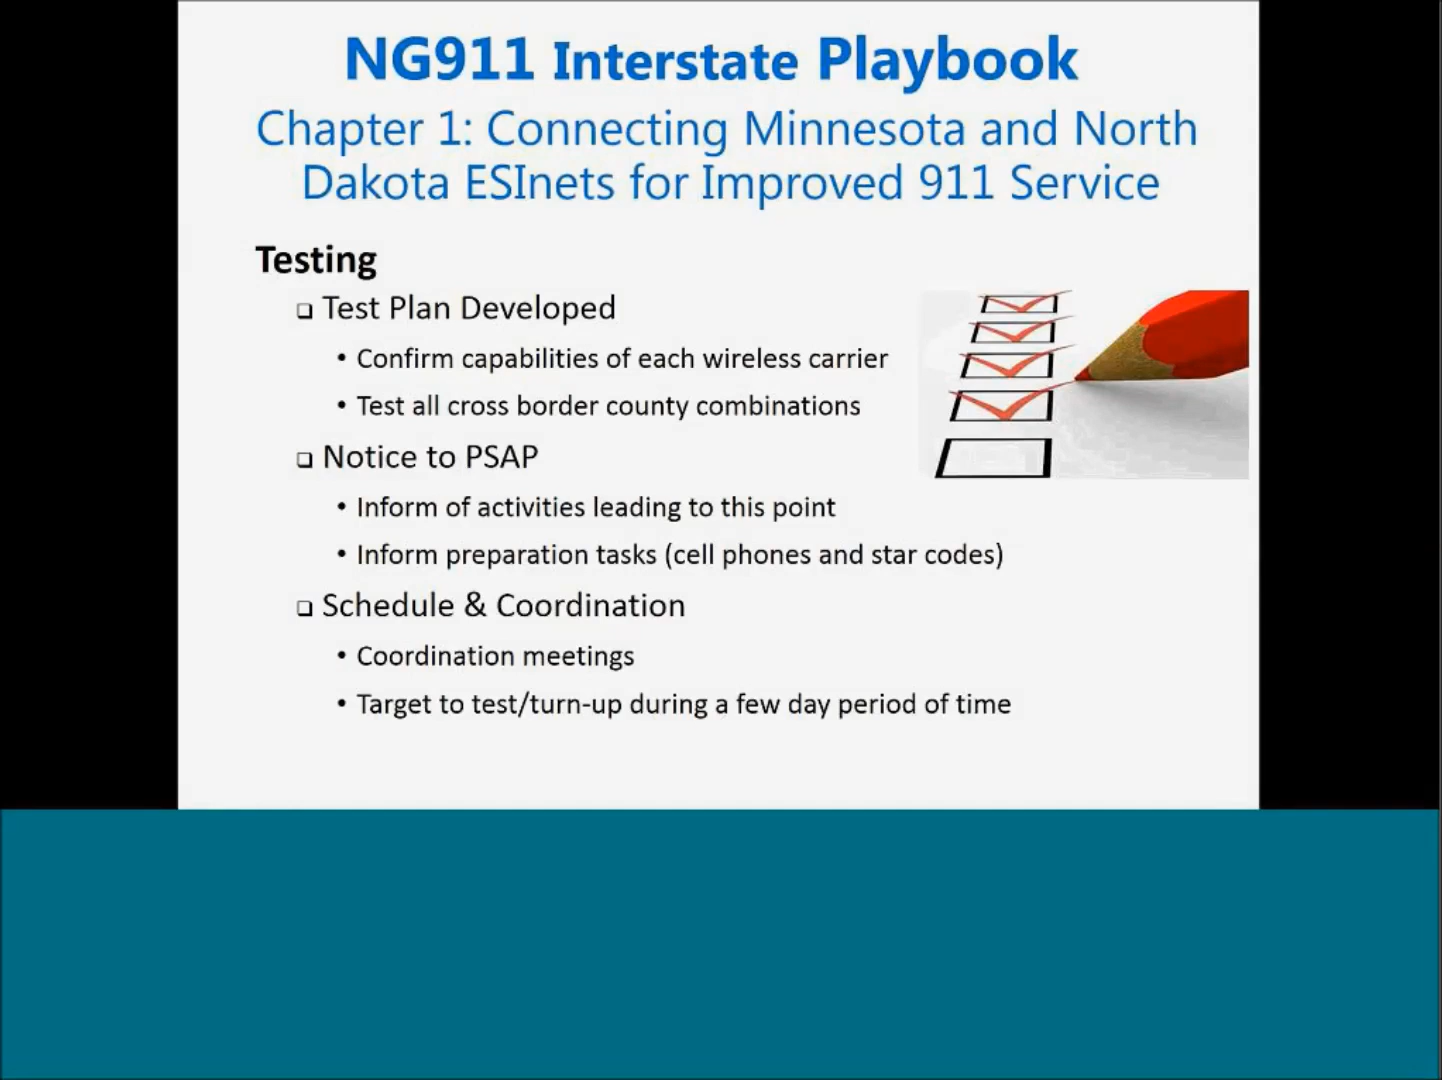 NG911 Interstate Playbook
Chapter 1: Connecting Minnesota and North
Dakota ESInets for Improved 911 Service
Testing
❑ Test Plan Developed
• Confirm capabilities of each wireless carrier
• Test all cross border county combinations
❑ Notice to PSAP
• Inform of activities leading to this point
• Inform preparation tasks (cell phones and star codes)
❑ Schedule & Coordination
• Coordination meetings
• Target to test/turn-up during a few day period of time